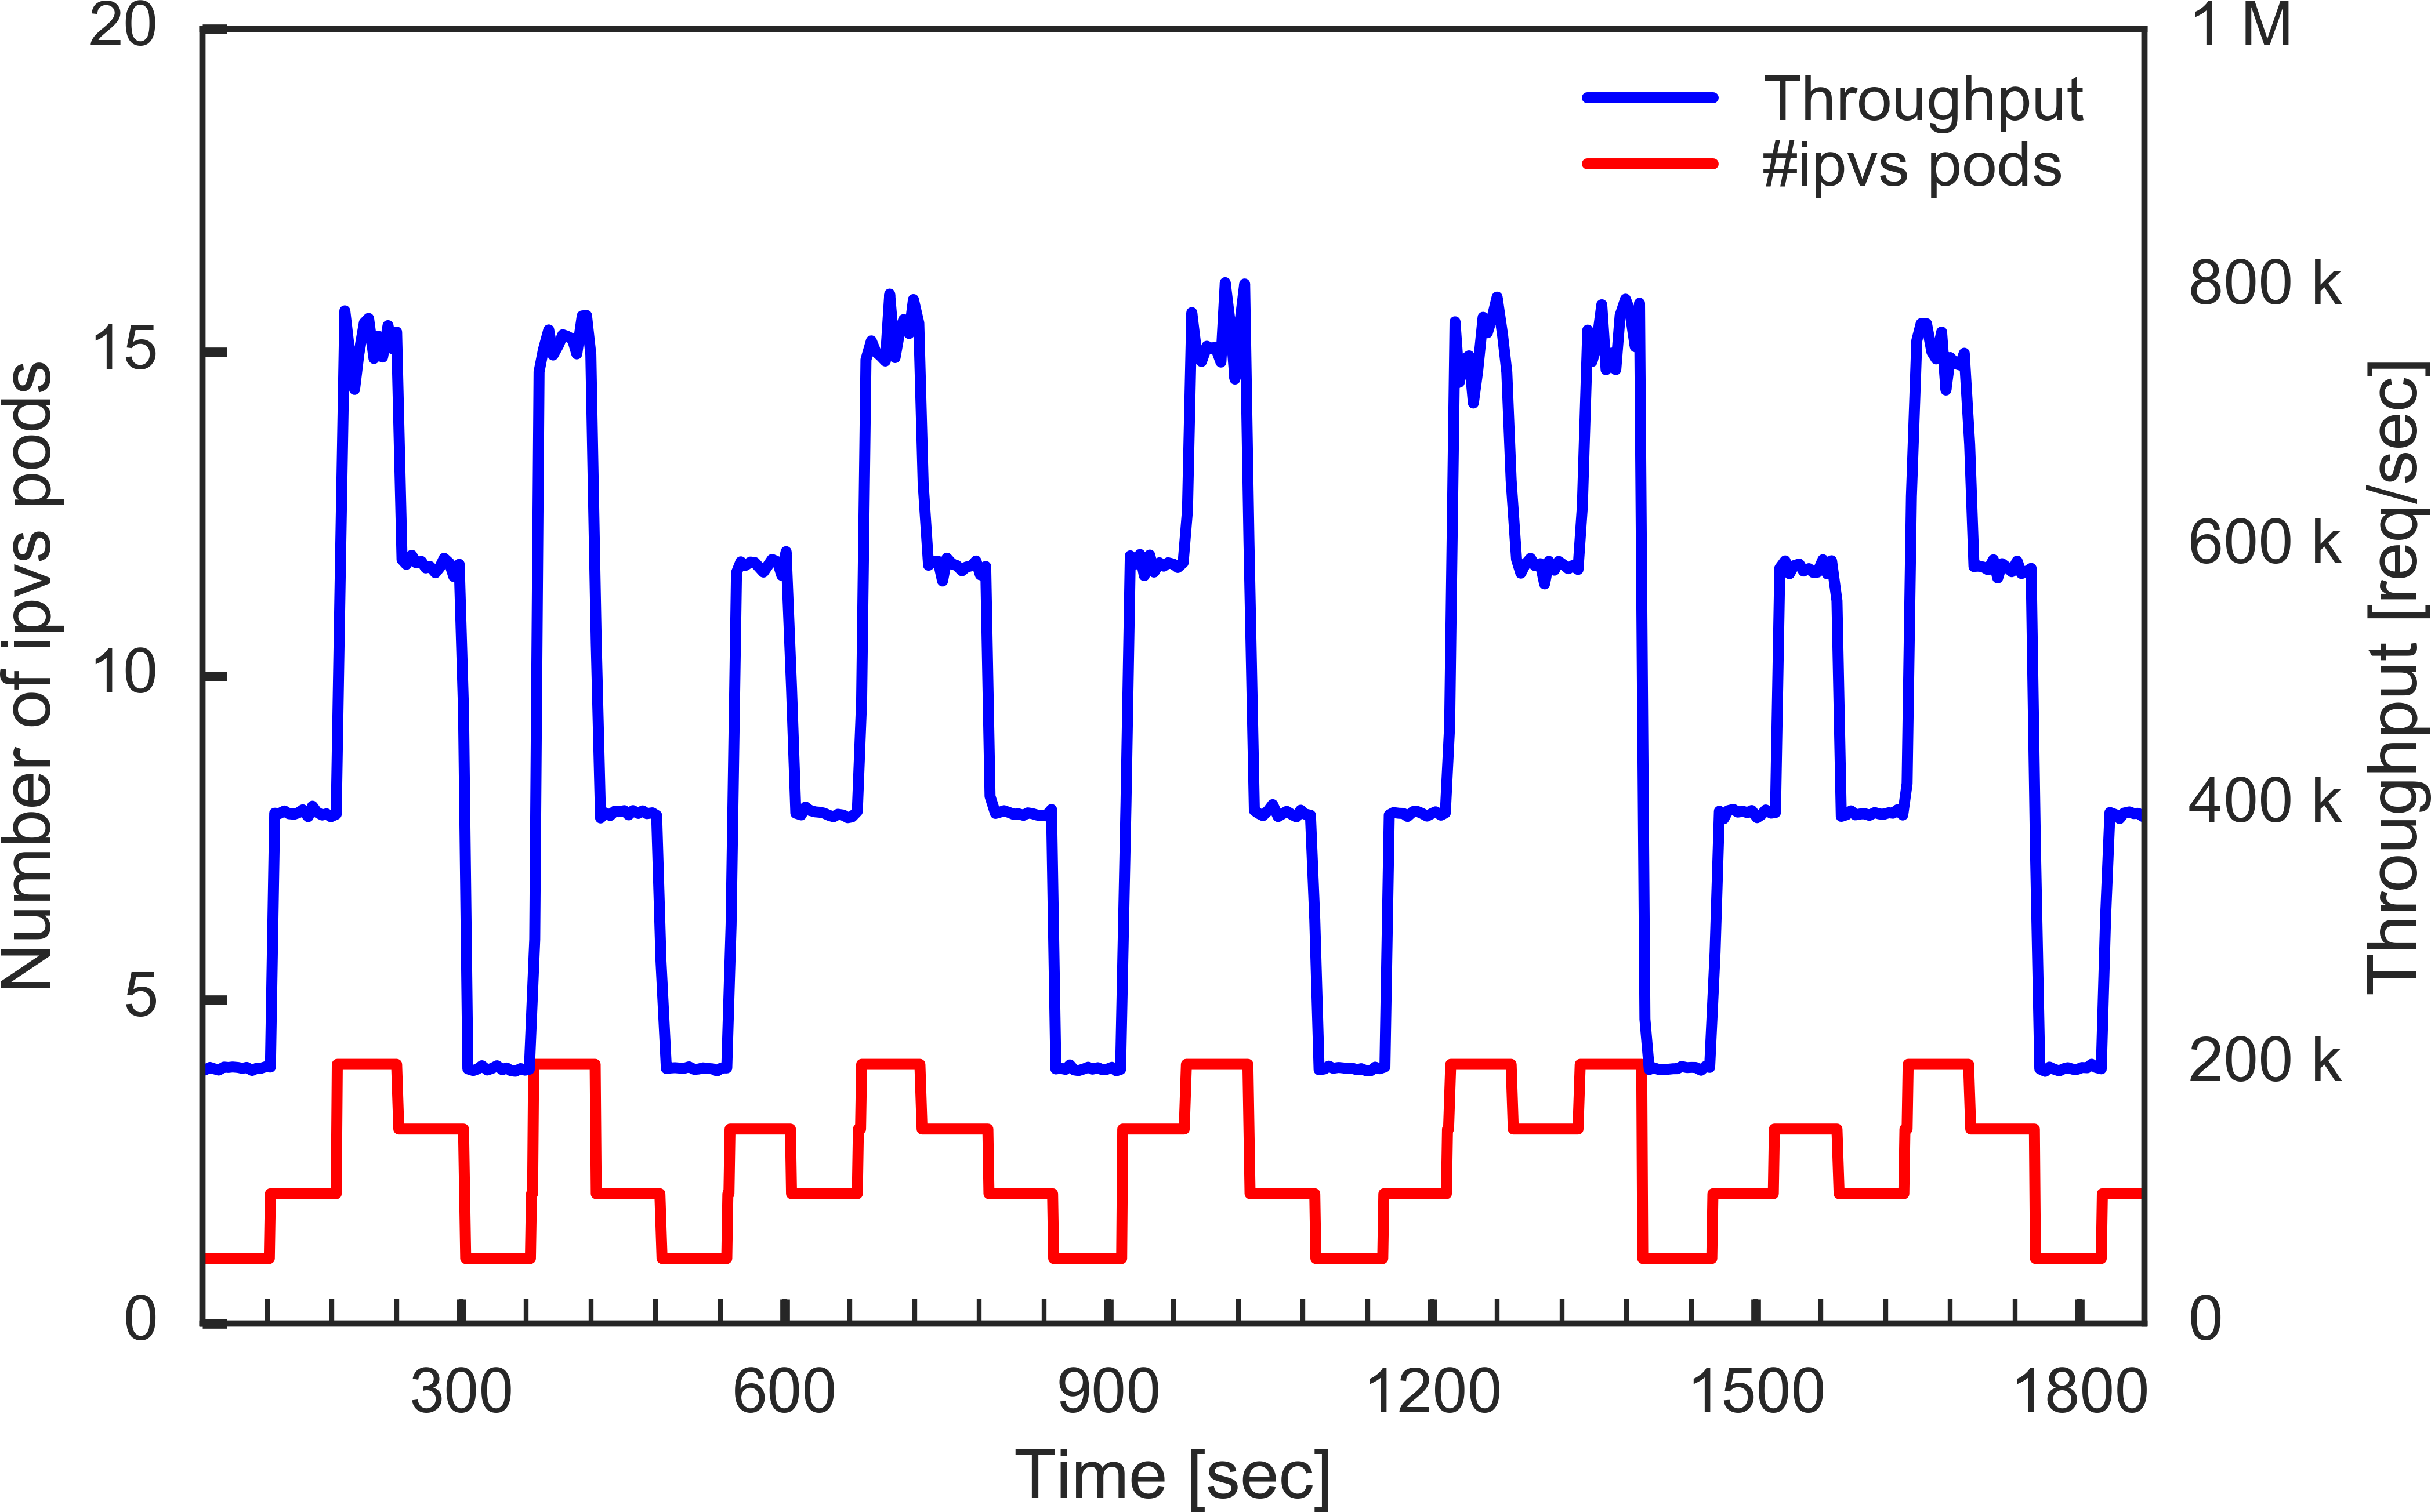 20
15
10
5
0
Number of ipvs pods
Throughput
#ipvs pods
1 M
800 k
600 k
400 k
200 k
0
Throughput [req/sec]
300 600 900 1200 1500 1800
Time [sec]